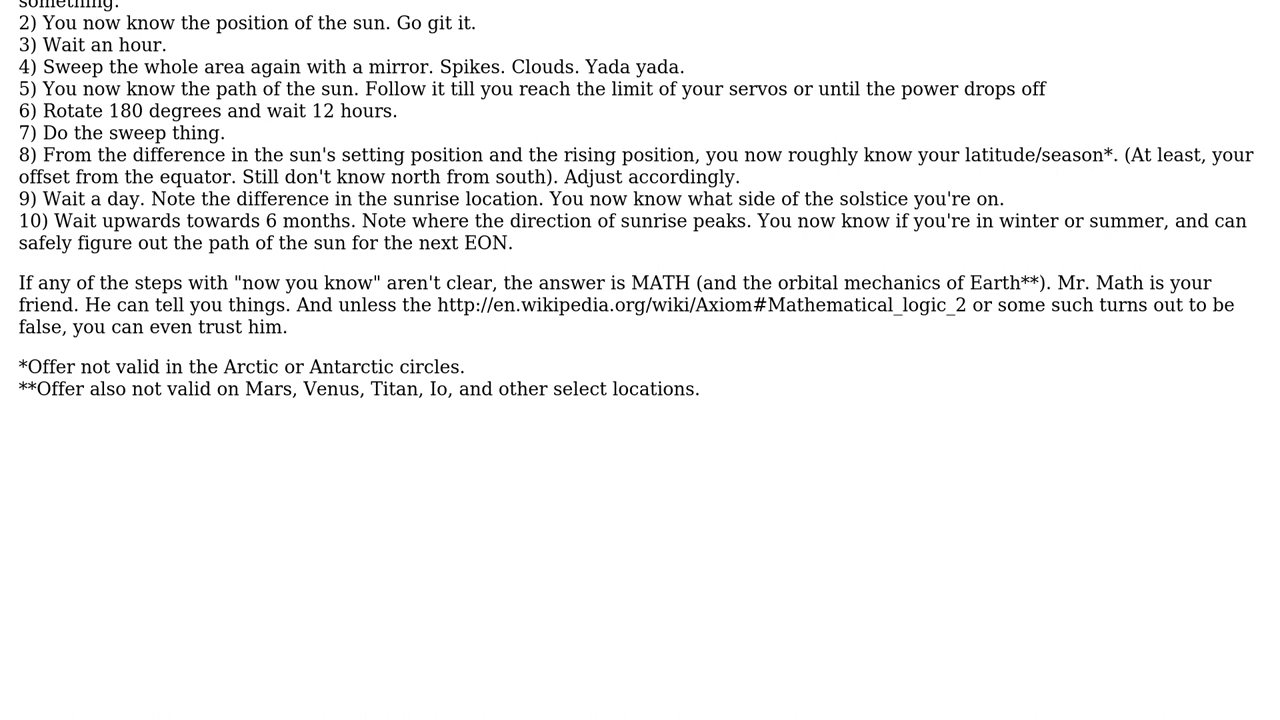 something.
2) You now know the position of the sun. Go git it.
3) Wait an hour.
4) Sweep the whole area again with a mirror. Spikes. Clouds. Yada yada.
5) You now know the path of the sun. Follow it till you reach the limit of your servos or until the power drops off
6) Rotate 180 degrees and wait 12 hours.
7) Do the sweep thing.
8) From the difference in the sun's setting position and the rising position, you now roughly know your latitude/season*. (At least, your
offset from the equator. Still don't know north from south). Adjust accordingly.
9) Wait a day. Note the difference in the sunrise location. You now know what side of the solstice you're on.
10) Wait upwards towards 6 months. Note where the direction of sunrise peaks. You now know if you're in winter or summer, and can
safely figure out the path of the sun for the next EON.
If any of the steps with "now you know" aren't clear, the answer is MATH (and the orbital mechanics of Earth**). Mr. Math is your
friend. He can tell you things. And unless the http://en.wikipedia.org/wiki/Axiom#Mathematical_logic_2 or some such turns out to be
false, you can even trust him.
*Offer not valid in the Arctic or Antarctic circles.
**Offer also not valid on Mars, Venus, Titan, Io, and other select locations.